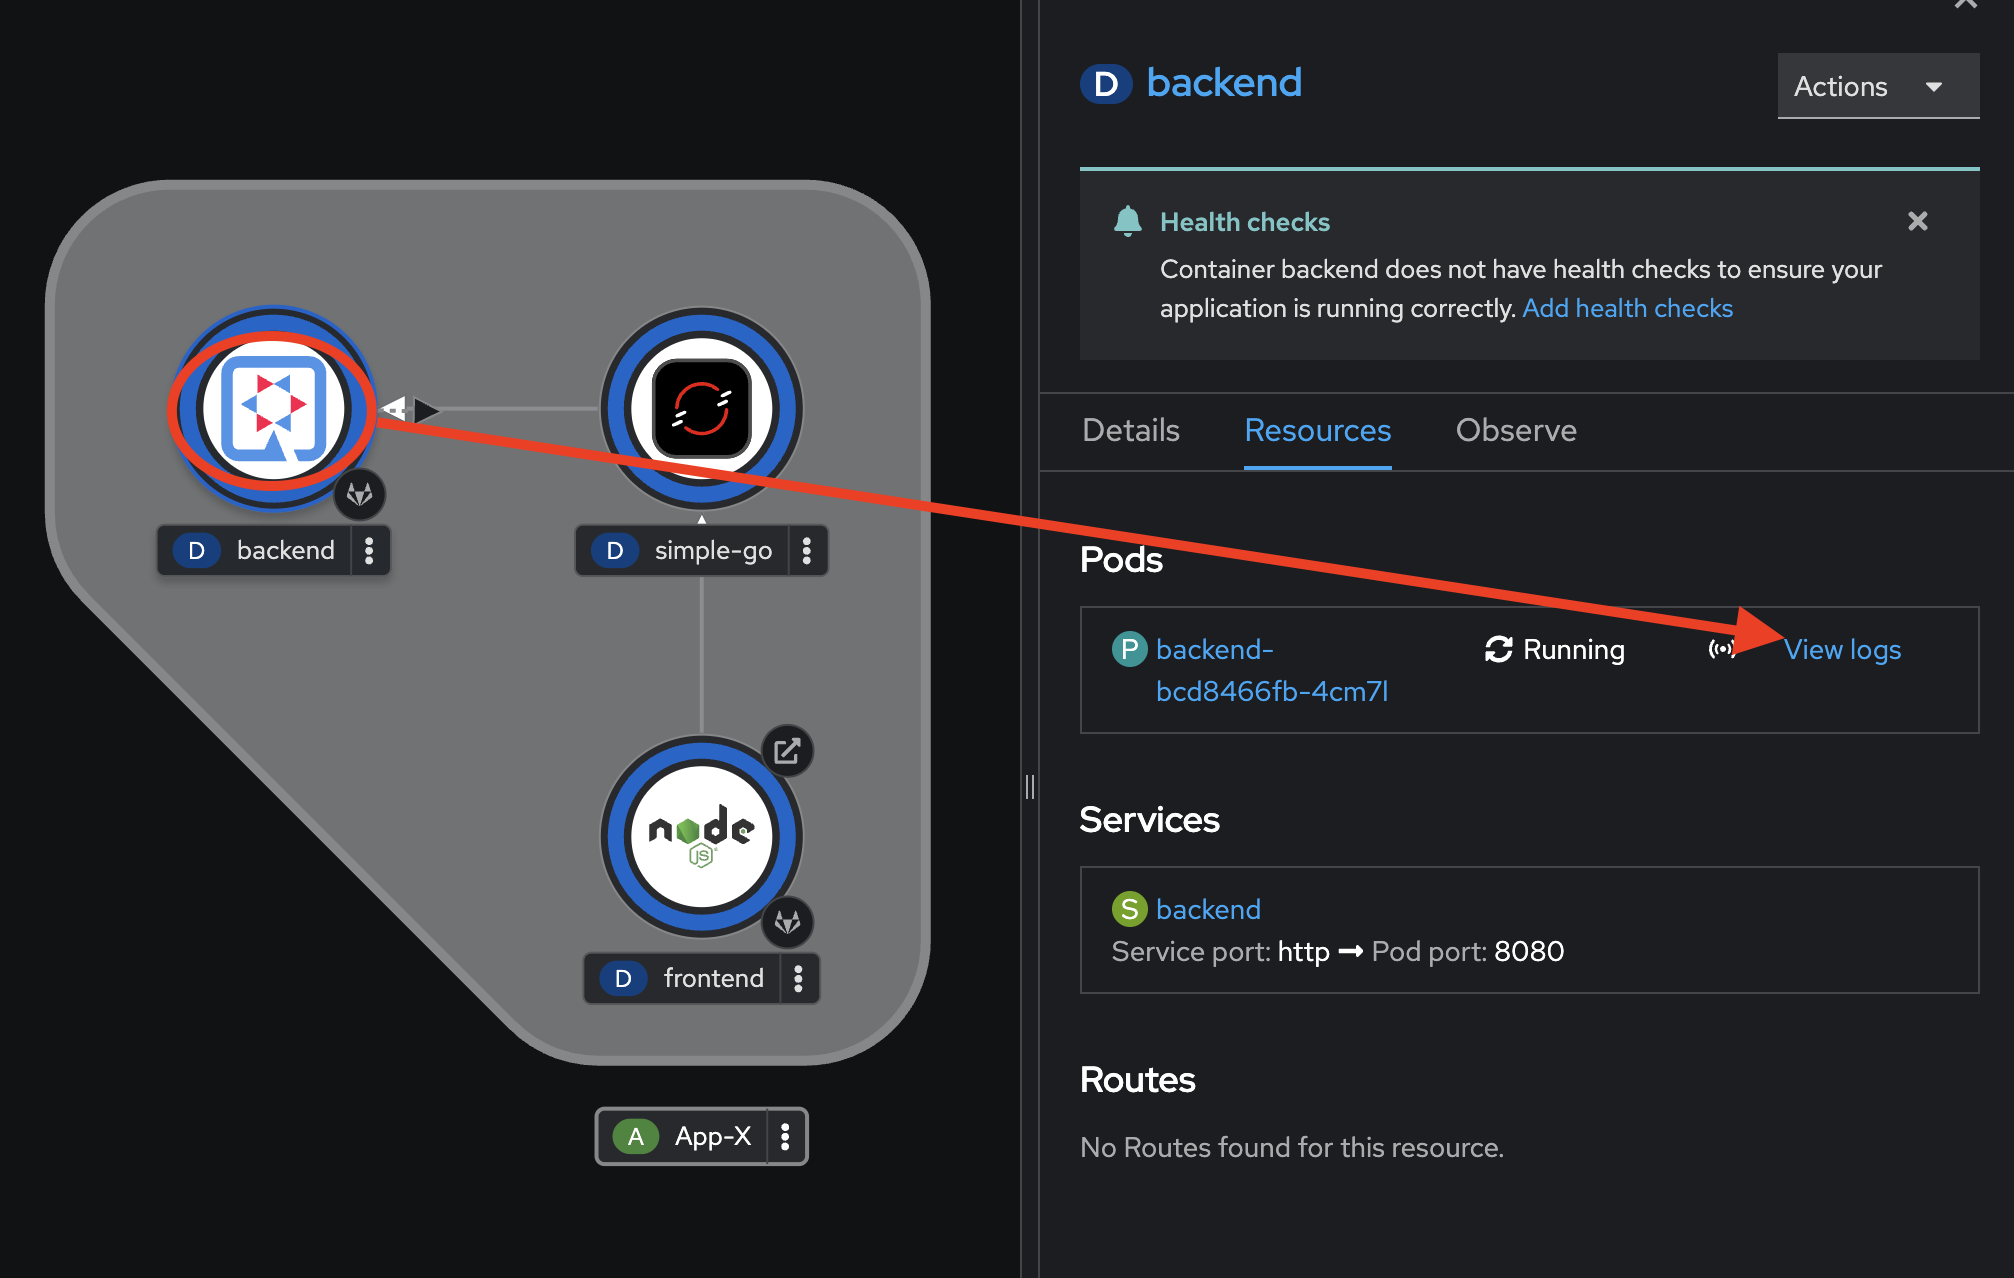 D backend
D simple-go
node
JS
D frontend
A App-X
D backend
Actions
Health checks
Container backend does not have health checks to ensure your
application is running correctly. Add health checks
Details Resources Observe
Pods
P backend-
bcd8466fb-4cm7l
Running
View logs
Services
S backend
Service port: http → Pod port: 8080
Routes
No Routes found for this resource.